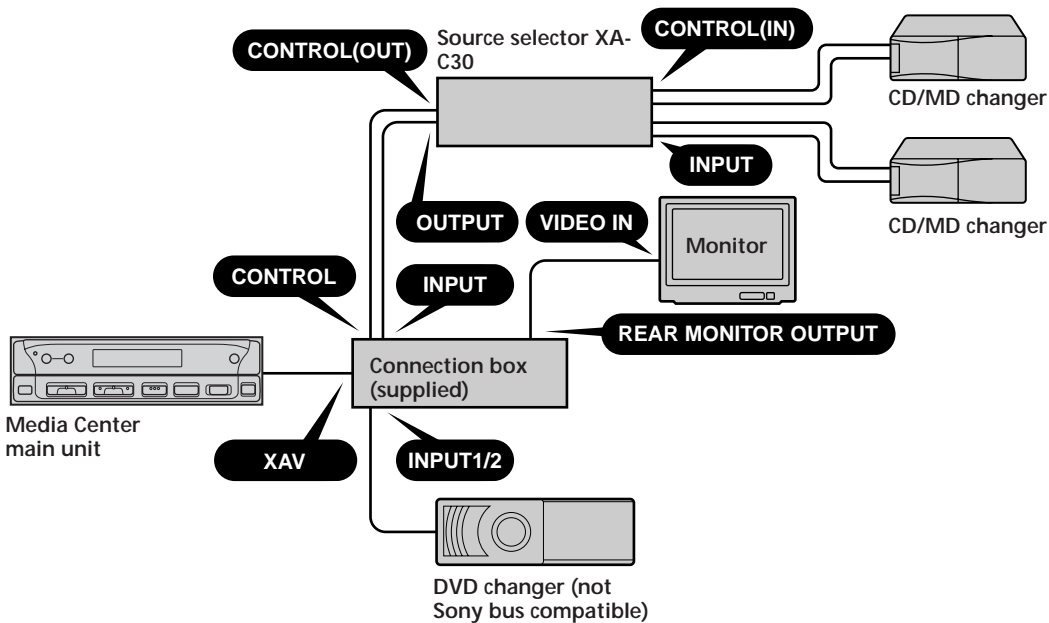 CONTROL(OUT)
Source selector XA-
C30
CONTROL(IN)
CD/MD changer
INPUT
CD/MD changer
OUTPUT
VIDEO IN
Monitor
CONTROL
INPUT
REAR MONITOR OUTPUT
Connection box
(supplied)
Media Center
main unit
XAV
INPUT1/2
DVD changer (not
Sony bus compatible)